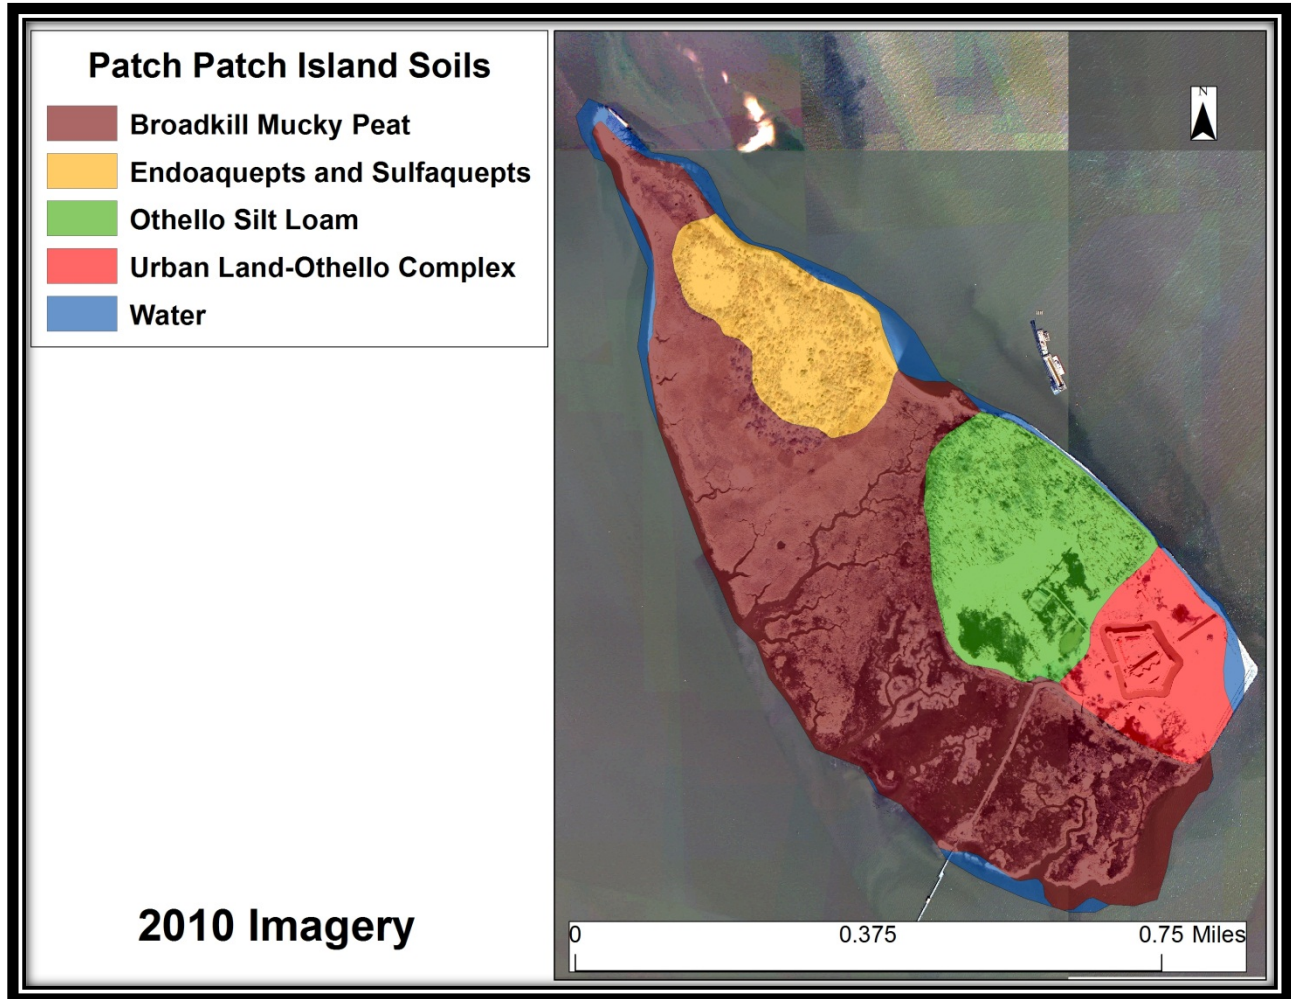 Patch Patch Island Soils
Broadkill Mucky Peat
Endoaquepts and Sulfaquepts
Othello Silt Loam
Urban Land-Othello Complex
Water
2010 Imagery
N
0 0.375 0.75 Miles